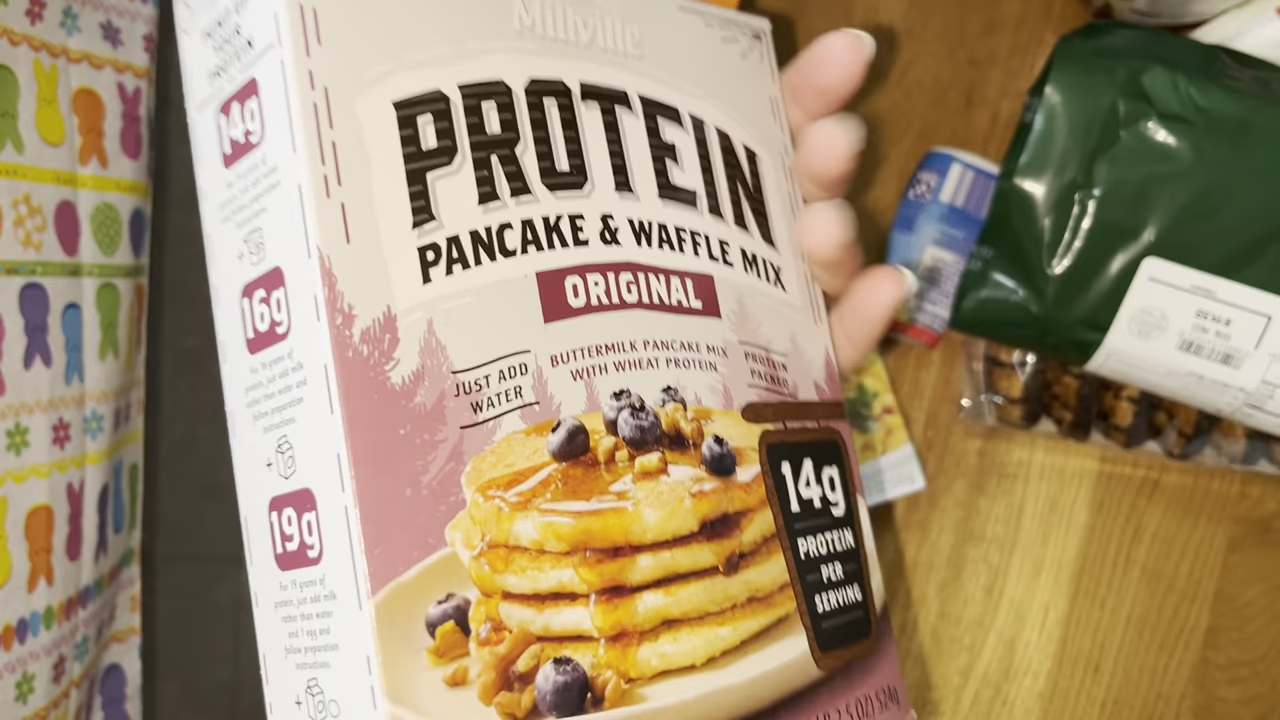 Millville
PROTEIN
PANCAKE & WAFFLE MIX
ORIGINAL
BUTTERMILK PANCAKE MIX
WITH WHEAT PROTEIN
JUST ADD
WATER
PROTEIN
PACKED
14g
PROTEIN
PER
SERVING
14g
16g
For 16 grams of
protein, just add milk
rather than water and
follow preparation
instructions.
19g
For 19 grams of
protein, just add milk
rather than water
and 1 egg and
follow preparation
instructions.